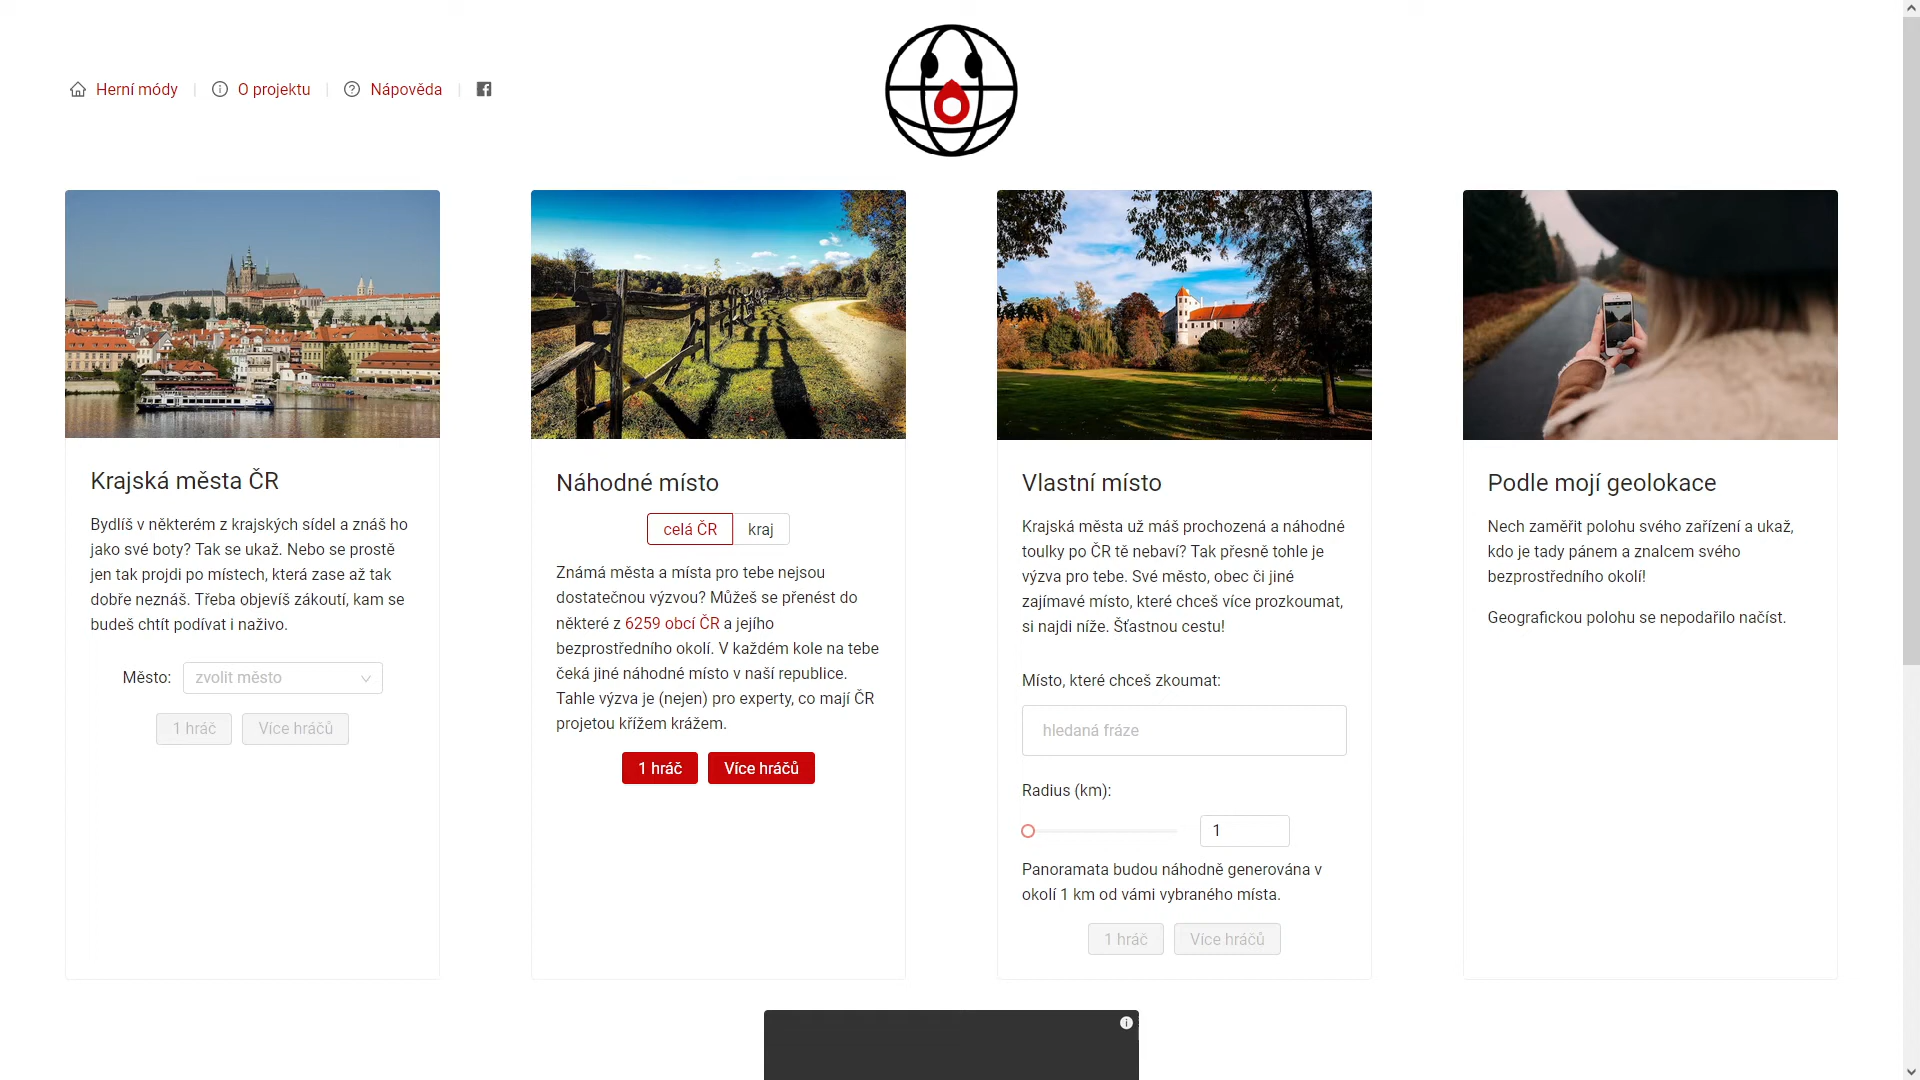 Herní módy
O projektu
Nápověda
Krajská města ČR
Bydlíš v některém z krajských sídel a znáš ho
jako své boty? Tak se ukaž. Nebo se prostě
jen tak projdi po místech, která zase až tak
dobře neznáš. Třeba objevíš zákoutí, kam se
budeš chtít podívat i naživo.
Město:
zvolit město
1 hráč
Více hráčů
Náhodné místo
celá ČR
kraj
Známá města a místa pro tebe nejsou
dostatečnou výzvou? Můžeš se přenést do
některé z 6259 obcí ČR a jejího
bezprostředního okolí. V každém kole na tebe
čeká jiné náhodné místo v naší republice.
Tahle výzva je (nejen) pro experty, co mají ČR
projetou křížem krážem.
1 hráč
Více hráčů
Vlastní místo
Krajská města už máš prochozená a náhodné
toulky po ČR tě nebaví? Tak přesně tohle je
výzva pro tebe. Své město, obec či jiné
zajímavé místo, které chceš více prozkoumat,
si najdi níže. Šťastnou cestu!
Místo, které chceš zkoumat:
hledaná fráze
Radius (km):
1
Panoramata budou náhodně generována v
okolí 1 km od vámi vybraného místa.
1 hráč
Více hráčů
Podle mojí geolokace
Nech zaměřit polohu svého zařízení a ukaž,
kdo je tady pánem a znalcem svého
bezprostředního okolí!
Geografickou polohu se nepodařilo načíst.